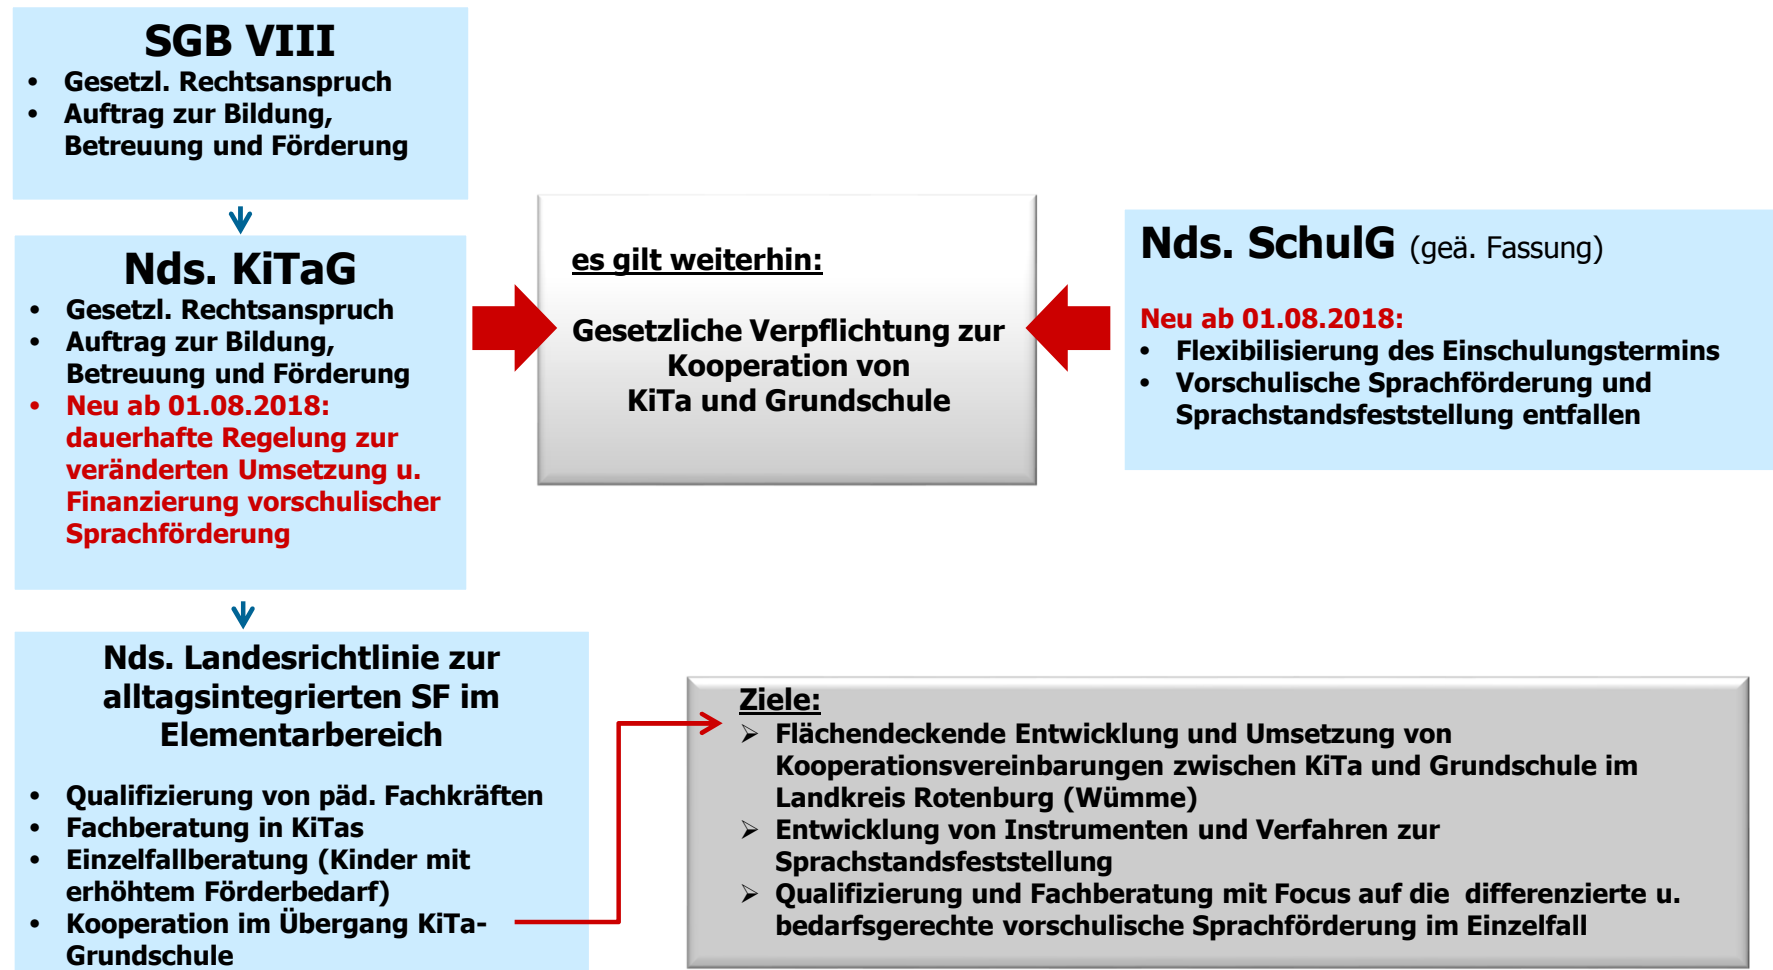 SGB VIII
• Gesetzl. Rechtsanspruch
• Auftrag zur Bildung,
Betreuung und Förderung
Nds. KiTaG
• Gesetzl. Rechtsanspruch
• Auftrag zur Bildung,
Betreuung und Förderung
• Neu ab 01.08.2018:
dauerhafte Regelung zur
veränderten Umsetzung u.
Finanzierung vorschulischer
Sprachförderung
es gilt weiterhin:
Gesetzliche Verpflichtung zur
Kooperation von
KiTa und Grundschule
Nds. SchulG (geä. Fassung)
Neu ab 01.08.2018:
• Flexibilisierung des Einschulungstermins
• Vorschulische Sprachförderung und
Sprachstandsfeststellung entfallen
Nds. Landesrichtlinie zur
alltagsintegrierten SF im
Elementarbereich
• Qualifizierung von päd. Fachkräften
• Fachberatung in KiTas
• Einzelfallberatung (Kinder mit
erhöhtem Förderbedarf)
• Kooperation im Übergang KiTa-
Grundschule
Ziele:
➢ Flächendeckende Entwicklung und Umsetzung von
Kooperationsvereinbarungen zwischen KiTa und Grundschule im
Landkreis Rotenburg (Wümme)
➢ Entwicklung von Instrumenten und Verfahren zur
Sprachstandsfeststellung
➢ Qualifizierung und Fachberatung mit Focus auf die differenzierte u.
bedarfsgerechte vorschulische Sprachförderung im Einzelfall